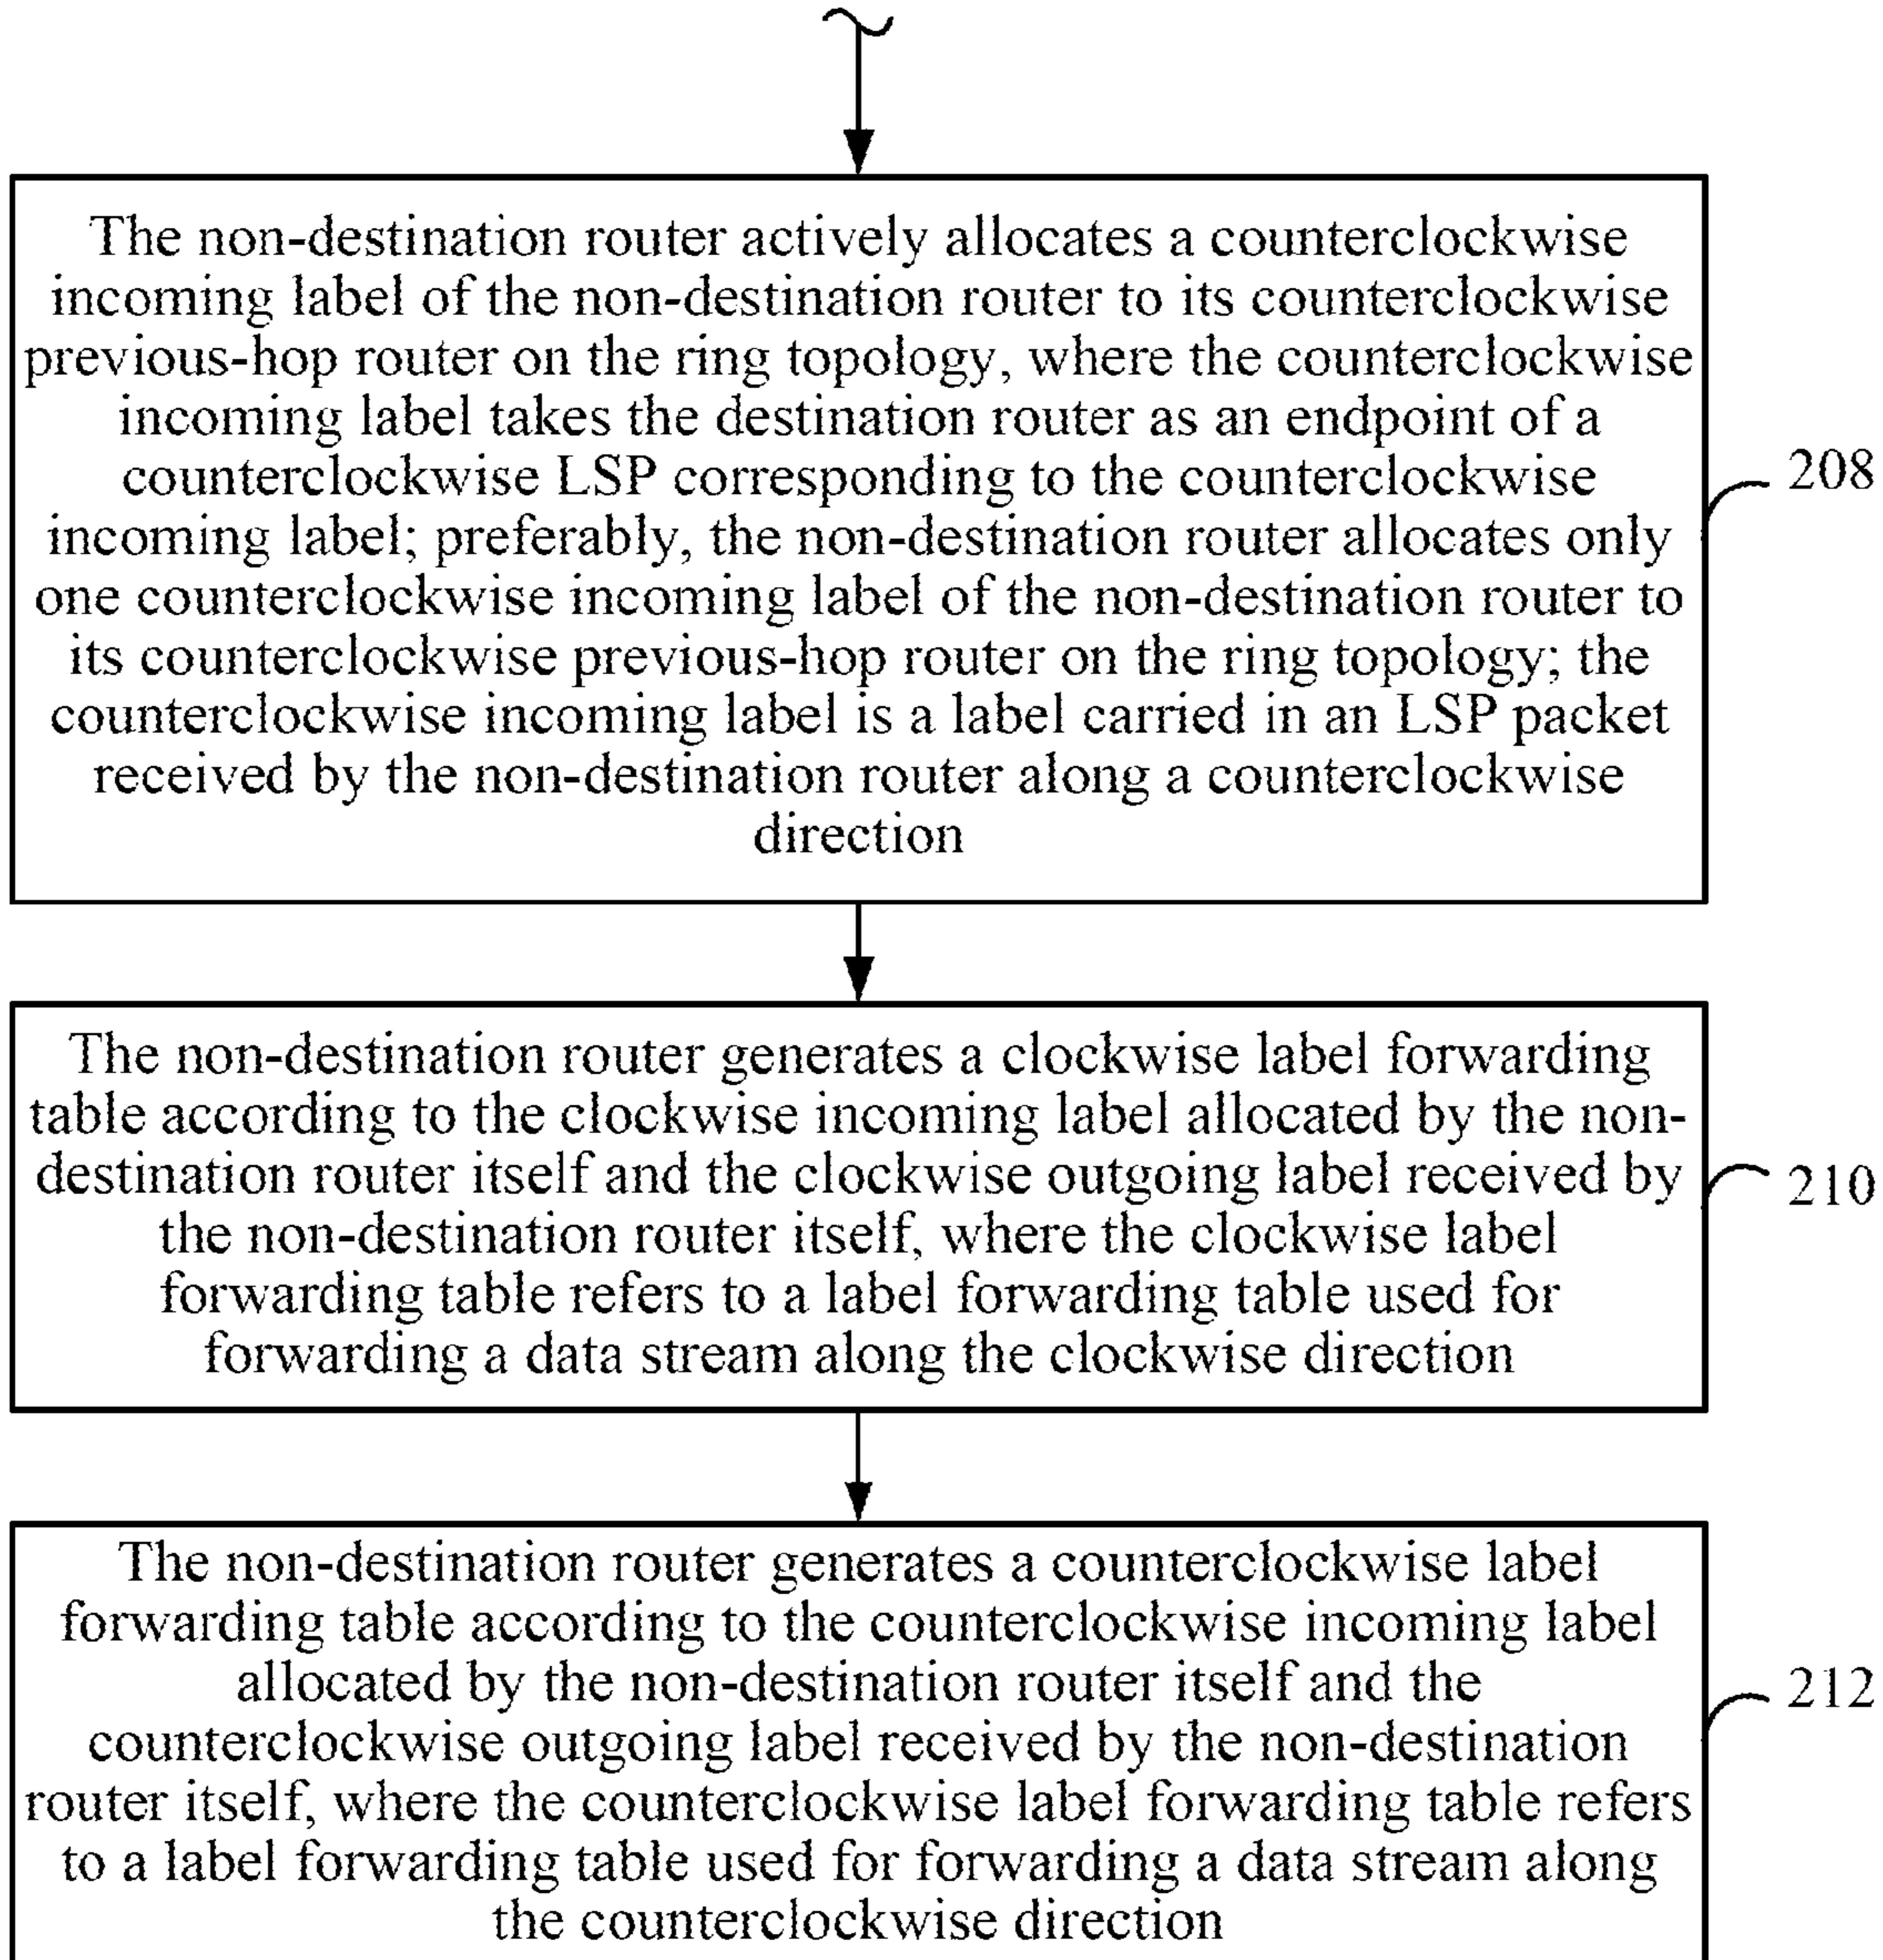 The non-destination router actively allocates a counterclockwise
incoming label of the non-destination router to its counterclockwise
previous-hop router on the ring topology, where the counterclockwise
incoming label takes the destination router as an endpoint of a
counterclockwise LSP corresponding to the counterclockwise
incoming label; preferably, the non-destination router allocates only
one counterclockwise incoming label of the non-destination router to
its counterclockwise previous-hop router on the ring topology; the
counterclockwise incoming label is a label carried in an LSP packet
received by the non-destination router along a counterclockwise
direction
208
The non-destination router generates a clockwise label forwarding
table according to the clockwise incoming label allocated by the non-
destination router itself and the clockwise outgoing label received by
the non-destination router itself, where the clockwise label
forwarding table refers to a label forwarding table used for
forwarding a data stream along the clockwise direction
210
The non-destination router generates a counterclockwise label
forwarding table according to the counterclockwise incoming label
allocated by the non-destination router itself and the
counterclockwise outgoing label received by the non-destination
router itself, where the counterclockwise label forwarding table refers
to a label forwarding table used for forwarding a data stream along
the counterclockwise direction
212